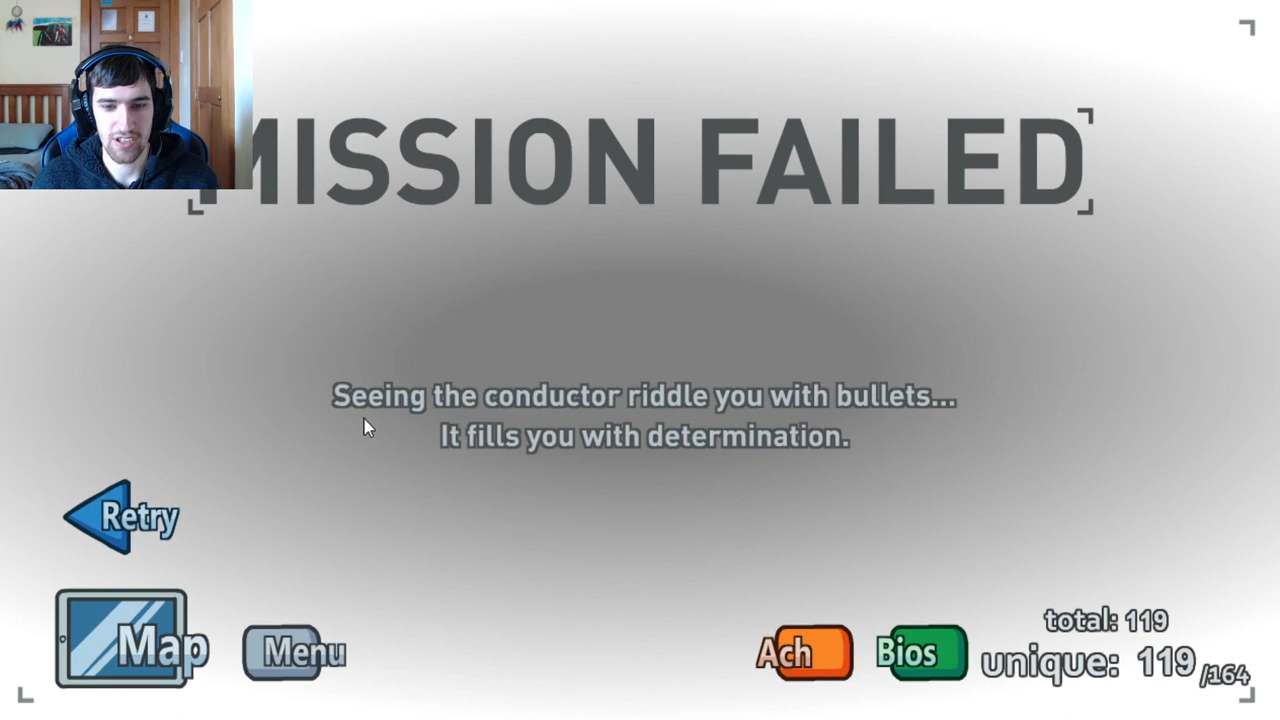 MISSION FAILED
Seeing the conductor riddle you with bullets...
It fills you with determination.
Retry
Map
Menu
Ach
Bios
total: 119
unique: 119/164